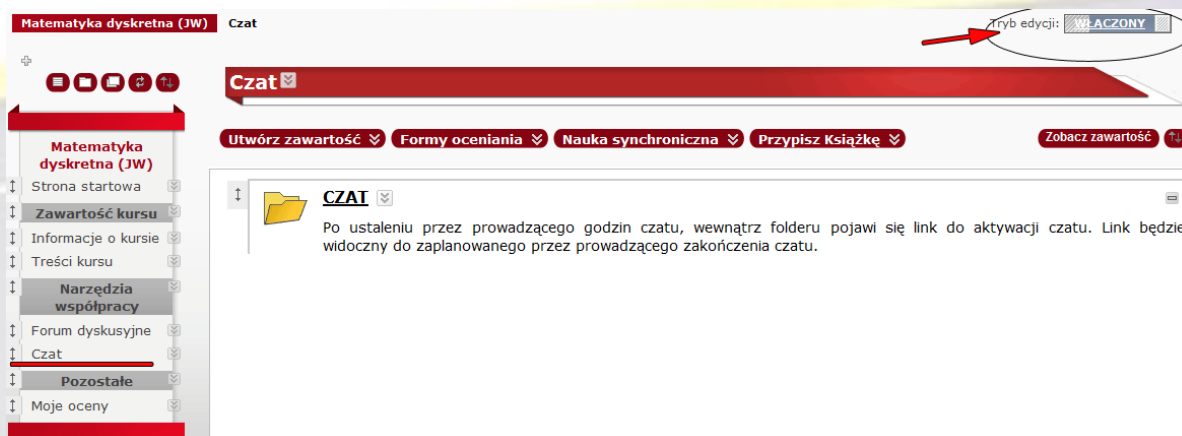 Matematyka dyskretna (JW) Czat
Tryb edycji: WŁĄCZONY
Czat
Utwórz zawartość Formy oceniania Nauka synchroniczna Przypisz Książkę Zobacz zawartość
Matematyka
dyskretna (JW)
Strona startowa
Zawartość kursu
Informacje o kursie
Treści kursu
Narzędzia
współpracy
Forum dyskusyjne
Czat
Pozostałe
Moje oceny
CZAT
Po ustaleniu przez prowadzącego godzin czatu, wewnątrz folderu pojawi się link do aktywacji czatu. Link będzie
widoczny do zaplanowanego przez prowadzącego zakończenia czatu.